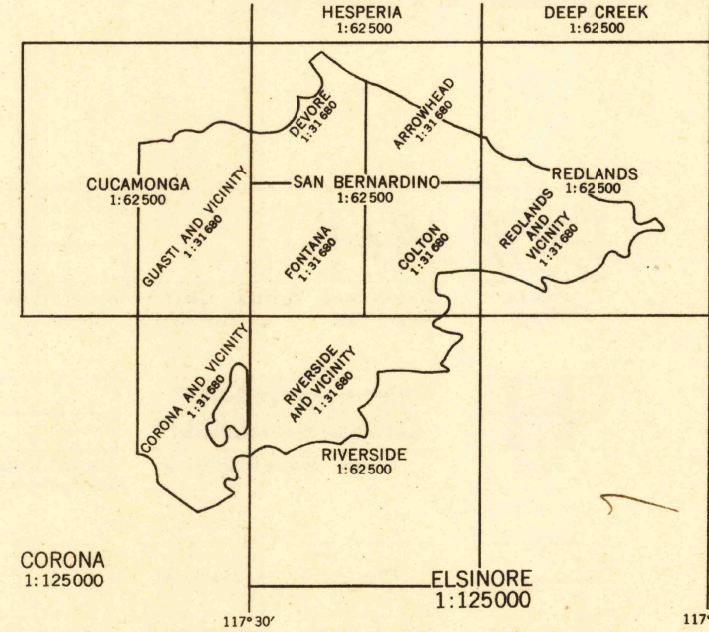 HESPERIA
1:62500
DEEP CREEK
1:62500
DEVORE
1:31680
ARROWHEAD
1:31680
CUCAMONGA
1:62500
SAN BERNARDINO
1:62500
REDLANDS
1:62500
GUASTI AND VICINITY
1:31680
FONTANA
1:31680
COLTON
1:31680
REDLANDS
AND
VICINITY
1:31680
CORONA AND VICINITY
1:31680
RIVERSIDE
AND VICINITY
1:31680
RIVERSIDE
1:62500
CORONA
1:125000
ELSINORE
1:125000
117°30′
117°